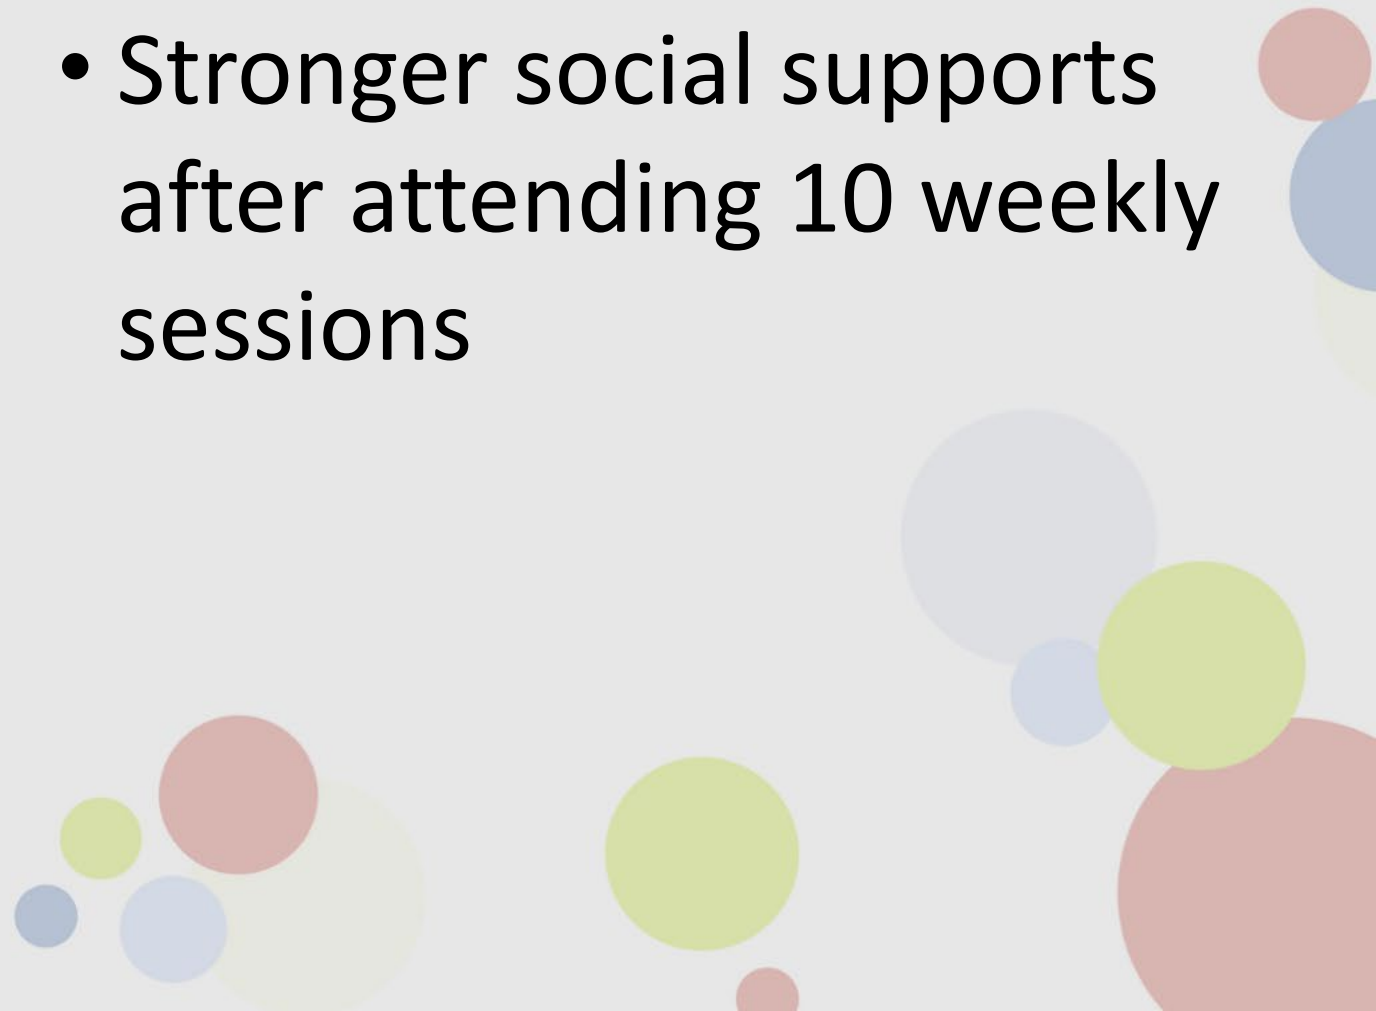 • Stronger social supports
after attending 10 weekly
sessions